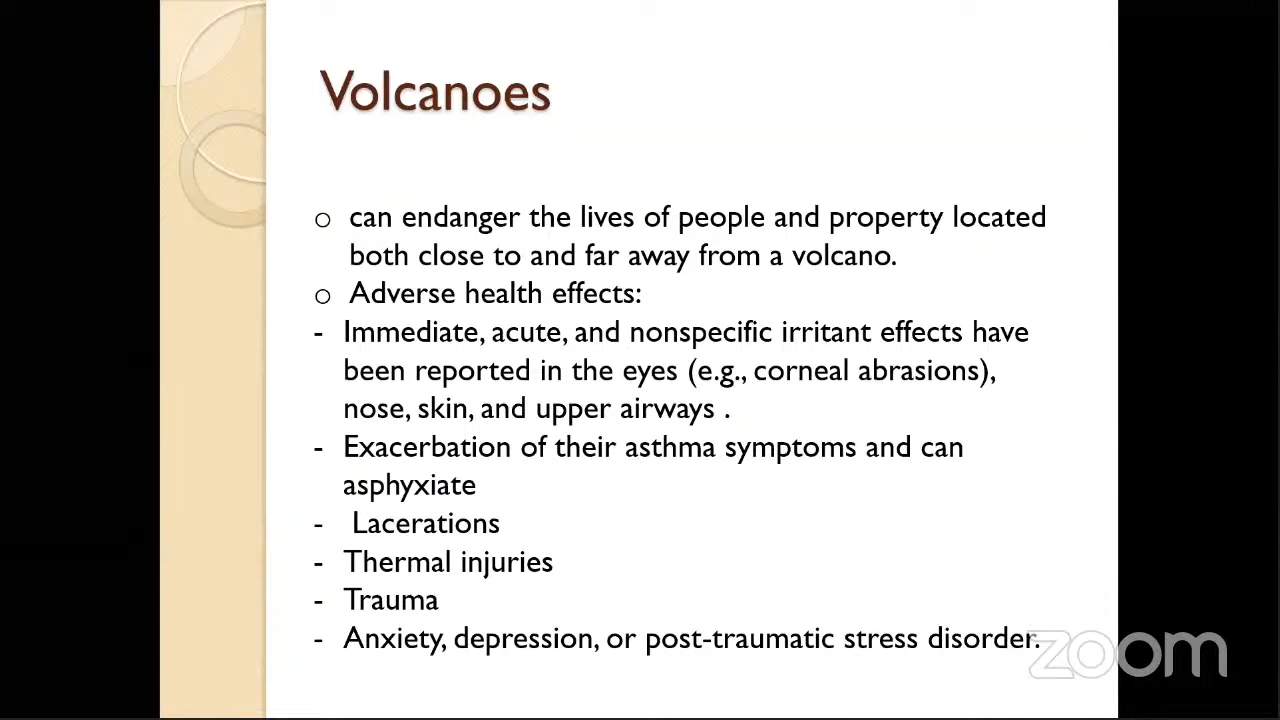 Volcanoes
o can endanger the lives of people and property located
both close to and far away from a volcano.
o Adverse health effects:
- Immediate, acute, and nonspecific irritant effects have
been reported in the eyes (e.g., corneal abrasions),
nose, skin, and upper airways .
- Exacerbation of their asthma symptoms and can
asphyxiate
- Lacerations
- Thermal injuries
- Trauma
- Anxiety, depression, or post-traumatic stress disorder.
zoom